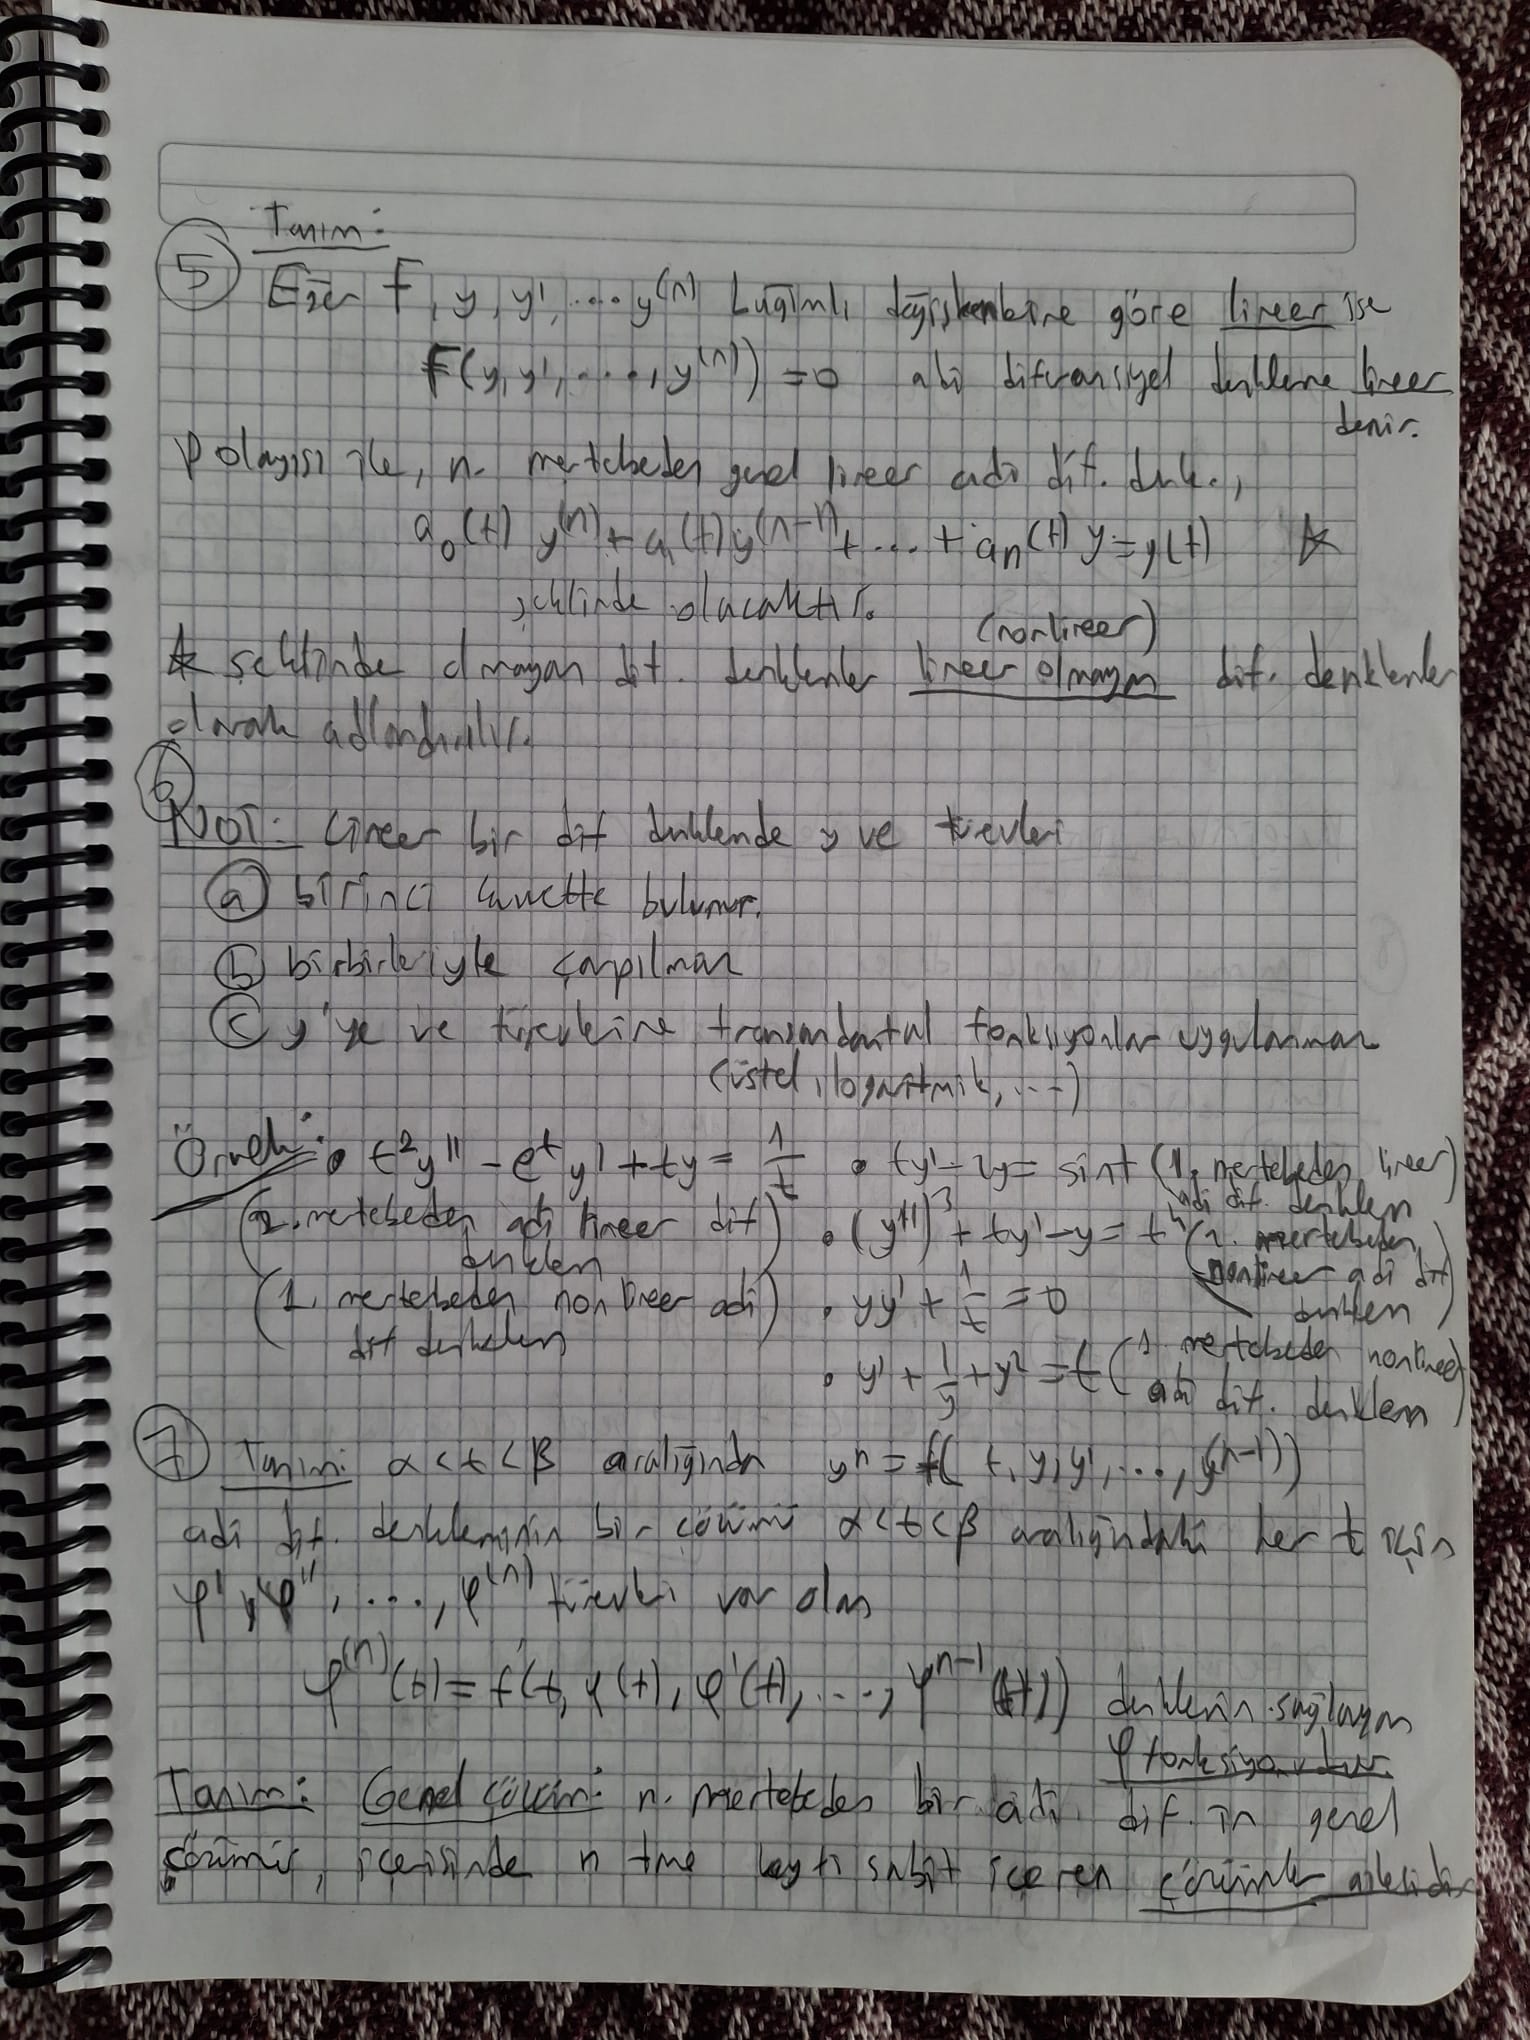 Tanım:
5 Eğer F, y, y', ... y⁽ⁿ⁾ bağımlı değişkenlerine göre lineer ise
F(y, y', ..., y⁽ⁿ⁾) = 0 adi difransiyel denkleme lineer
denir.
Dolayısı ile, n. mertebeden genel lineer adi dif. denk.,
a₀(t) y⁽ⁿ⁾ + a₁(t) y⁽ⁿ⁻¹⁾ + ... + aₙ(t) y = g(t) ☆
şeklinde olacaktır.
(nonlineer)
☆ şeklinde olmayan dif. denklemler lineer olmayan dif. denklemler
olarak adlandırılır.
6
NOT: Lineer bir dif denklemde y ve türevleri
a) birinci kuvvette bulunur.
b) birbirleriyle çarpılmaz
c) y'ye ve türevlerine transandantal fonksiyonlar uygulanmaz
(üstel, logaritmik, ...)
Örnek: • t²y'' - eᵗy' + ty = 1/t • ty' - 2y = sint (1. mertebeden lineer
adi dif. denklem
(2. mertebeden adi lineer dif
denklem) • (y'')³ + ty' - y = t⁴ (2. mertebeden
nonlineer adi dif
denklem)
(1. mertebeden nonlineer adi
dif denklem) • yy' + 1/t = 0
• y' + 1/y + y² = t (1 mertebeden nonlineer
adi dif. denklem)
7 Tanım: α < t < β aralığında yⁿ = f(t, y, y', ..., y⁽ⁿ⁻¹⁾)
adi dif. denkleminin bir çözümü α < t < β aralığındaki her t için
φ', φ'', ..., φ⁽ⁿ⁾ türevleri var olan
φ⁽ⁿ⁾(t) = f(t, φ(t), φ'(t), ..., φⁿ⁻¹(t)) denklemin sağlayan
φ fonksiyonudur.
Tanım: Genel çözüm: n. mertebeden bir adi dif. in genel
çözümü, içerisinde n tane keyfi sabit içeren çözümler ailesidir